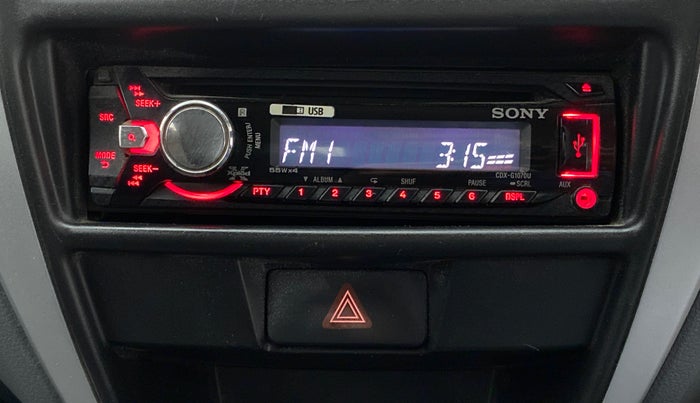 SEEK+
SRC
MODE
SEEK-
PUSH ENTER/
MENU
USB
SONY
FM1 3:15
55W×4
▼ ALBUM ▲
SHUF
PAUSE
CDX-G1070U
SCRL
AUX
PTY 1 2 3 4 5 6 DSPL